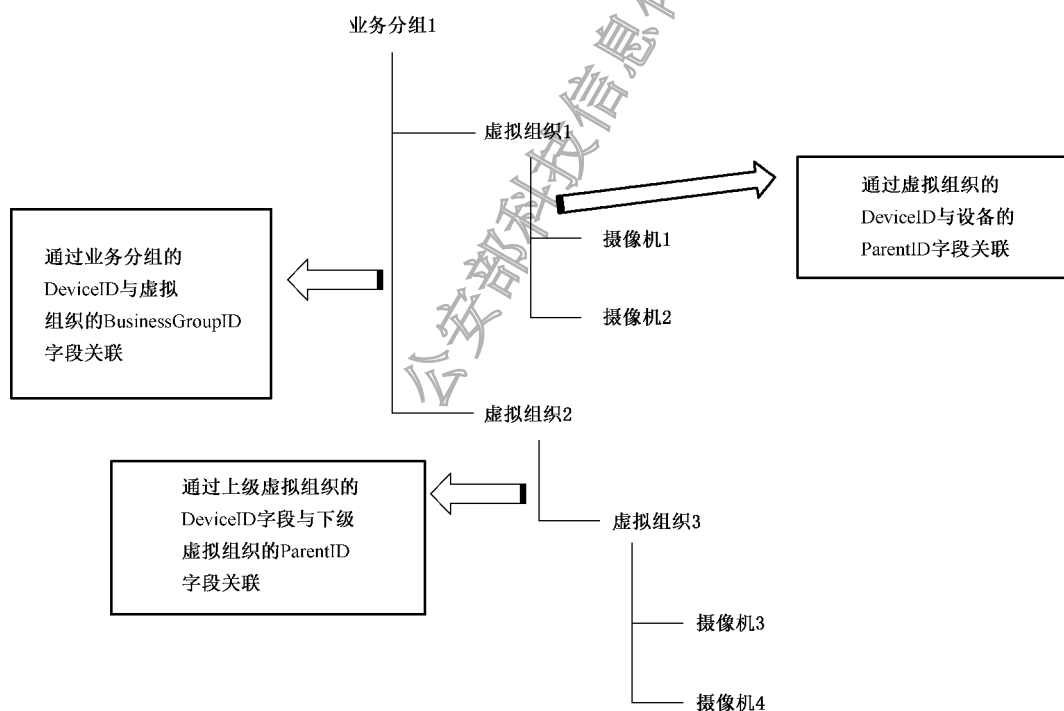 业务分组1
虚拟组织1
通过虚拟组织的
DeviceID与设备的
ParentID字段关联
摄像机1
摄像机2
通过业务分组的
DeviceID与虚拟
组织的BusinessGroupID
字段关联
虚拟组织2
通过上级虚拟组织的
DeviceID字段与下级
虚拟组织的ParentID
字段关联
虚拟组织3
摄像机3
摄像机4
公安部科技信息